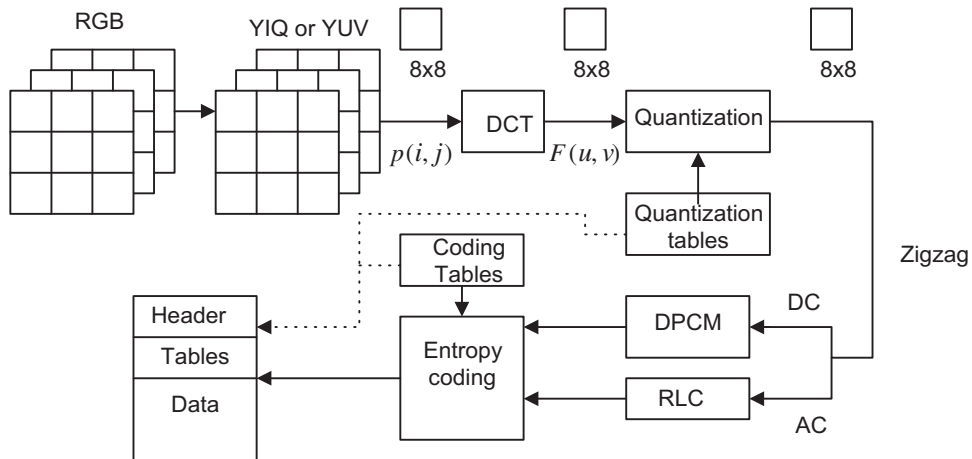 RGB
YIQ or YUV
8x8
8x8
8x8
DCT
Quantization
p(i, j)
F(u, v)
Quantization
tables
Coding
Tables
Zigzag
Header
Tables
Data
Entropy
coding
DPCM
DC
RLC
AC